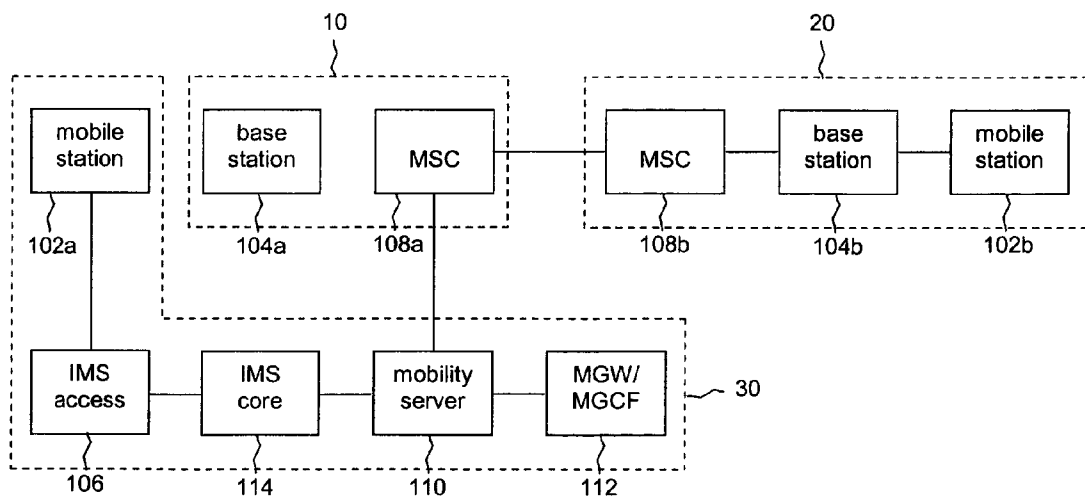 10
20
mobile
station
base
station
MSC
MSC
base
station
mobile
station
102a
104a
108a
108b
104b
102b
IMS
access
IMS
core
mobility
server
MGW/
MGCF
30
106
114
110
112